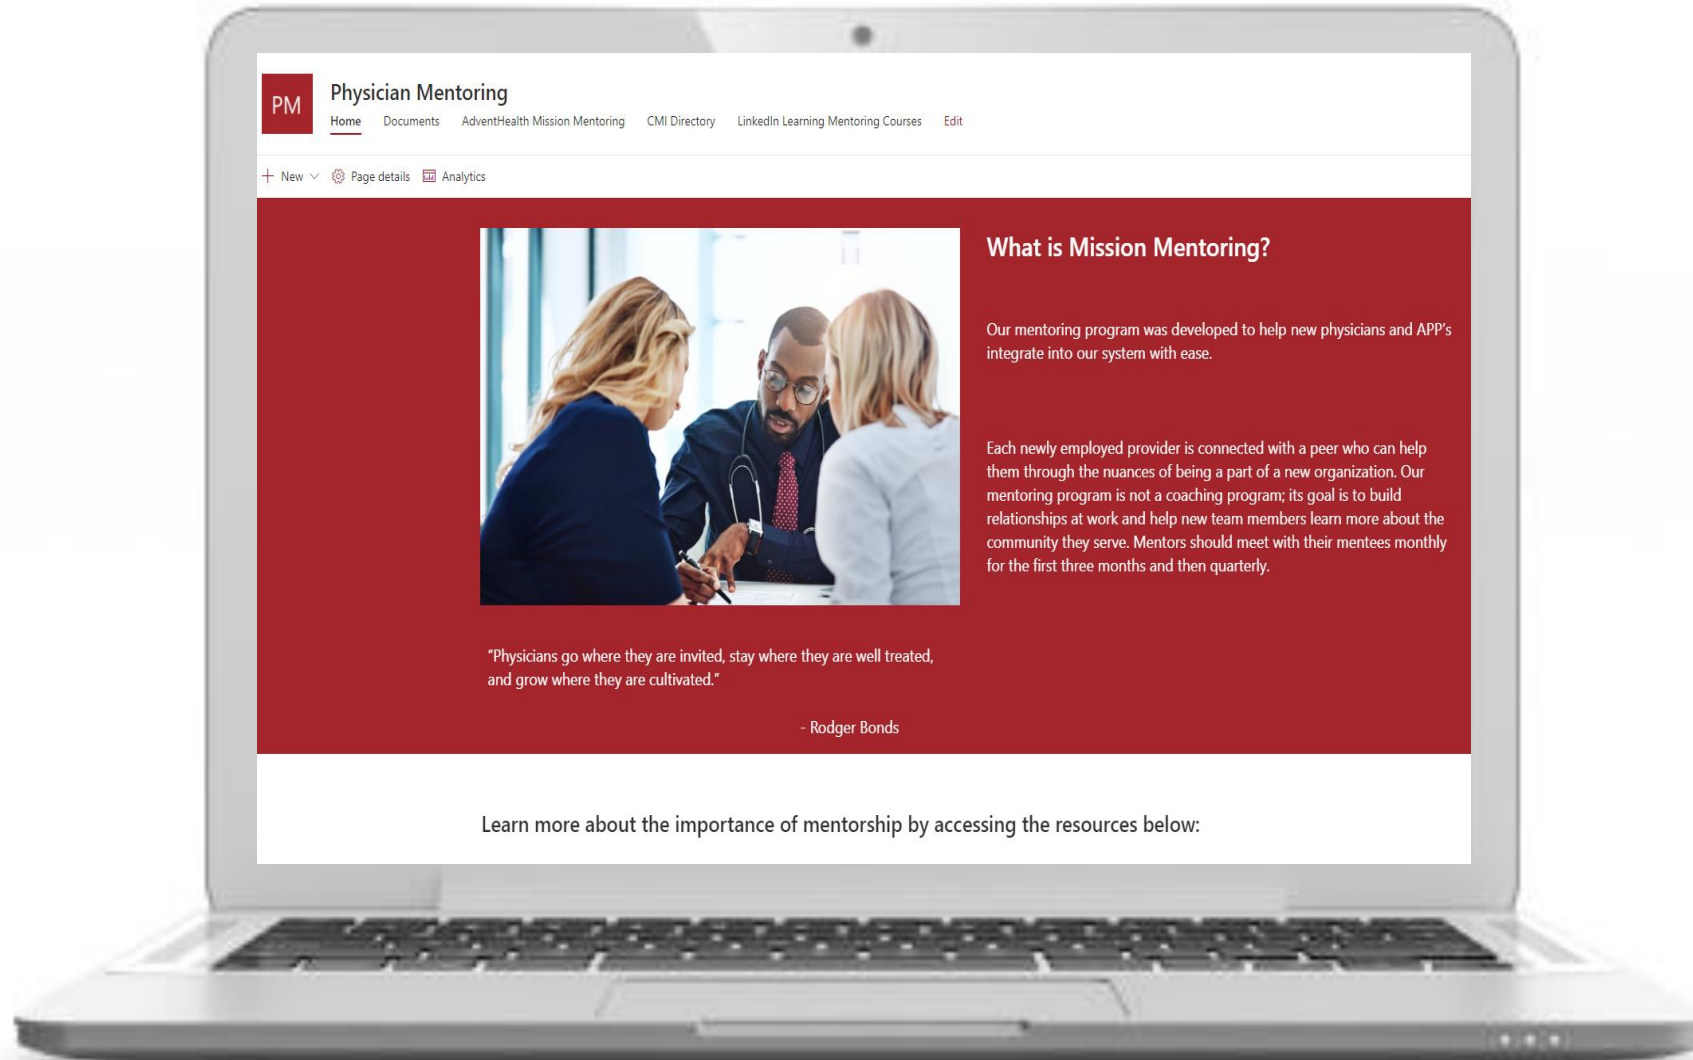 PM
Physician Mentoring
Home Documents AdventHealth Mission Mentoring CMI Directory LinkedIn Learning Mentoring Courses Edit
+ New Page details Analytics
What is Mission Mentoring?
Our mentoring program was developed to help new physicians and APP's
integrate into our system with ease.
Each newly employed provider is connected with a peer who can help
them through the nuances of being a part of a new organization. Our
mentoring program is not a coaching program; its goal is to build
relationships at work and help new team members learn more about the
community they serve. Mentors should meet with their mentees monthly
for the first three months and then quarterly.
"Physicians go where they are invited, stay where they are well treated,
and grow where they are cultivated."
- Rodger Bonds
Learn more about the importance of mentorship by accessing the resources below: